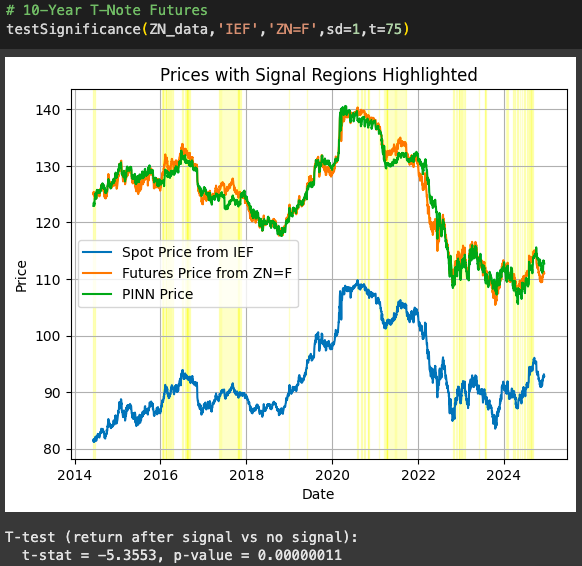 # 10-Year T-Note Futures
testSignificance(ZN_data,'IEF','ZN=F',sd=1,t=75)
Prices with Signal Regions Highlighted
140
130
120
110
100
90
80
Price
Spot Price from IEF
Futures Price from ZN=F
PINN Price
2014
2016
2018
2020
2022
2024
Date
T-test (return after signal vs no signal):
t-stat = -5.3553, p-value = 0.00000011